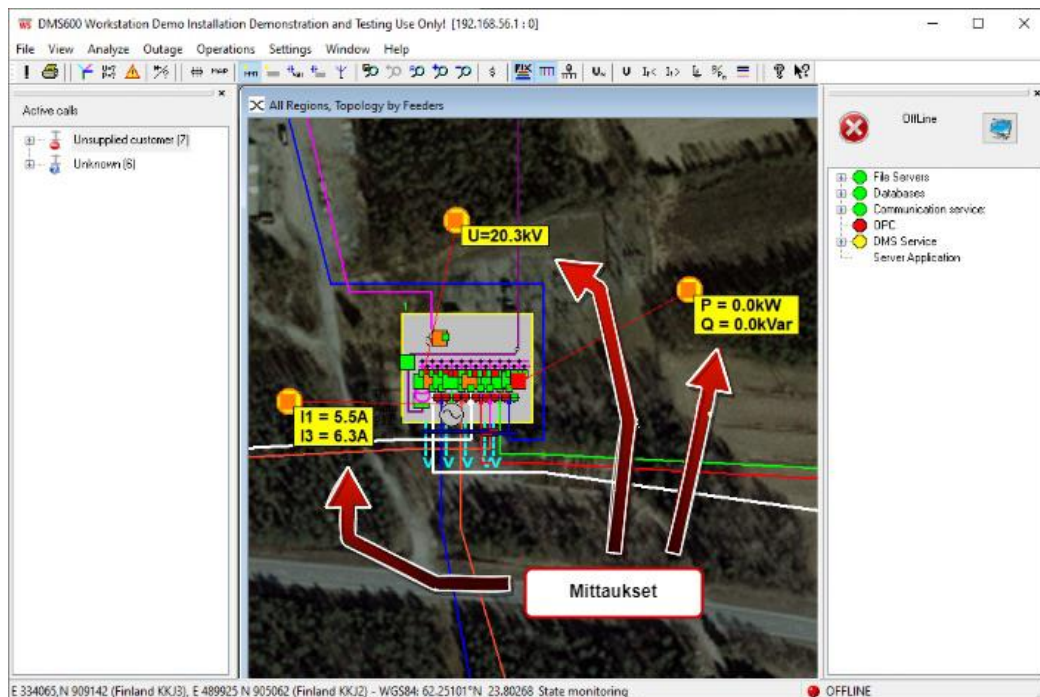 DMS600 Workstation Demo Installation Demonstration and Testing Use Only! [192.168.56.1 : 0]
File View Analyze Outage Operations Settings Window Help
Active calls
Unsupplied customer (7)
Unknown (6)
All Regions, Topology by Feeders
U=20.3kV
P = 0.0kW
Q = 0.0kVar
I1 = 5.5A
I3 = 6.3A
Mittaukset
OffLine
File Servers
Databases
Communication service:
OPC
DMS Service
Server Application
E 334065,N 909142 (Finland KKJ3), E 489925 N 905062 (Finland KKJ2) - WGS84: 62.25101°N 23.80268 State monitoring
OFFLINE